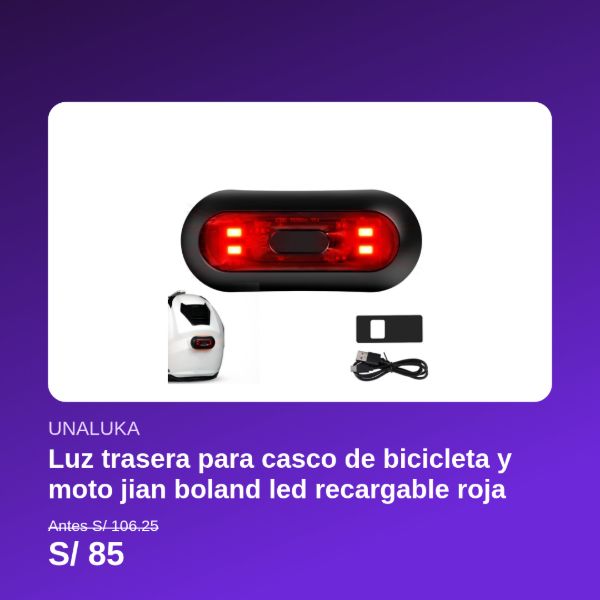 UNALUKA
Luz trasera para casco de bicicleta y
moto jian boland led recargable roja
Antes S/ 106.25
S/ 85